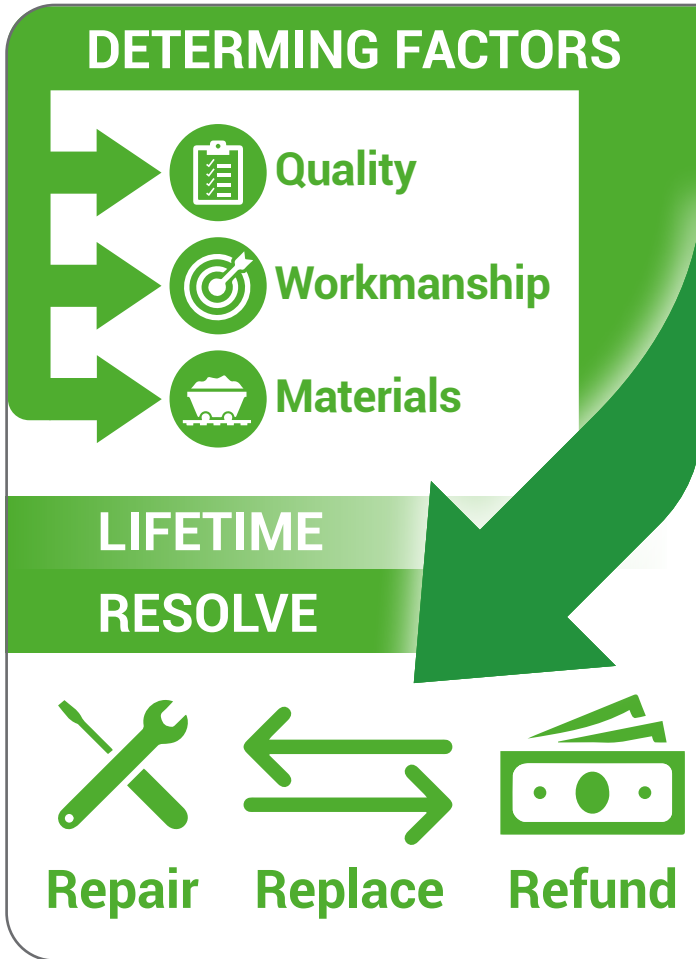 DETERMING FACTORS
Quality
Workmanship
Materials
LIFETIME
RESOLVE
Repair Replace Refund